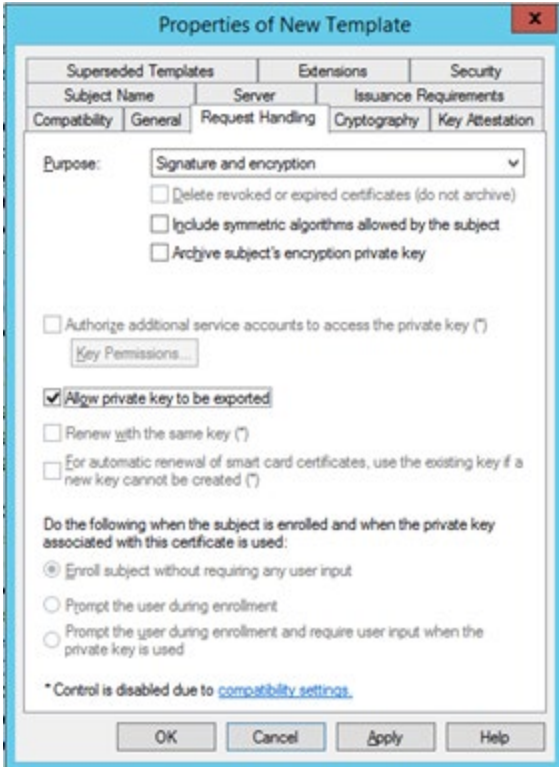 Properties of New Template
x
Superseded Templates Extensions Security
Subject Name Server Issuance Requirements
Compatibility General Request Handling Cryptography Key Attestation
Purpose: Signature and encryption
Delete revoked or expired certificates (do not archive)
Include symmetric algorithms allowed by the subject
Archive subject's encryption private key
Authorize additional service accounts to access the private key (*)
Key Permissions...
Allow private key to be exported
Renew with the same key (*)
For automatic renewal of smart card certificates, use the existing key if a
new key cannot be created (*)
Do the following when the subject is enrolled and when the private key
associated with this certificate is used:
Enroll subject without requiring any user input
Prompt the user during enrollment
Prompt the user during enrollment and require user input when the
private key is used
* Control is disabled due to compatibility settings.
OK Cancel Apply Help